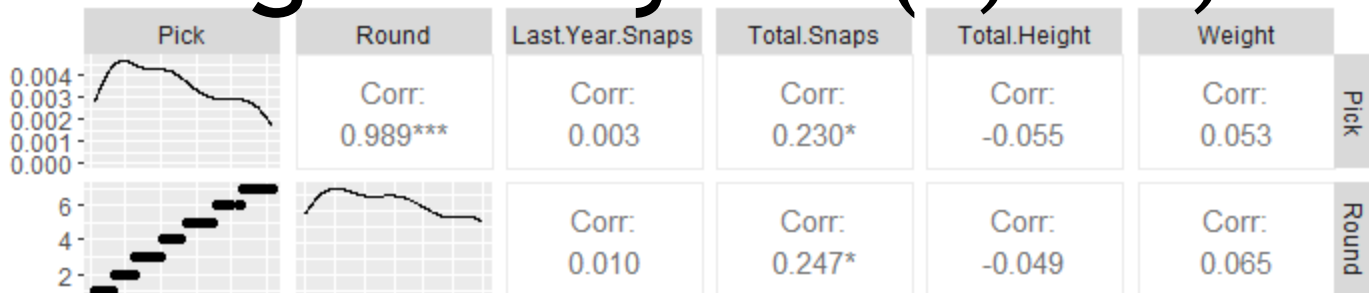 Pick Round Last.Year.Snaps Total.Snaps Total.Height Weight
0.004
0.003
0.002
0.001
0.000
Corr: Corr: Corr: Corr: Corr:
0.989*** 0.003 0.230* -0.055 0.053
Pick
6
4
2
Corr: Corr: Corr: Corr:
0.010 0.247* -0.049 0.065
Round